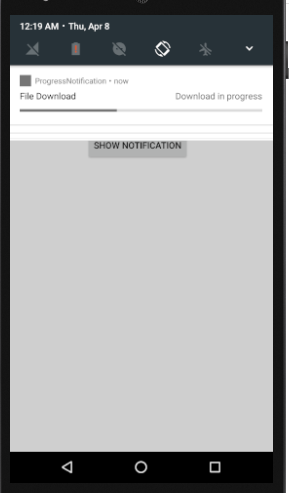 12:19 AM • Thu, Apr 8
ProgressNotification • now
File Download Download in progress
SHOW NOTIFICATION